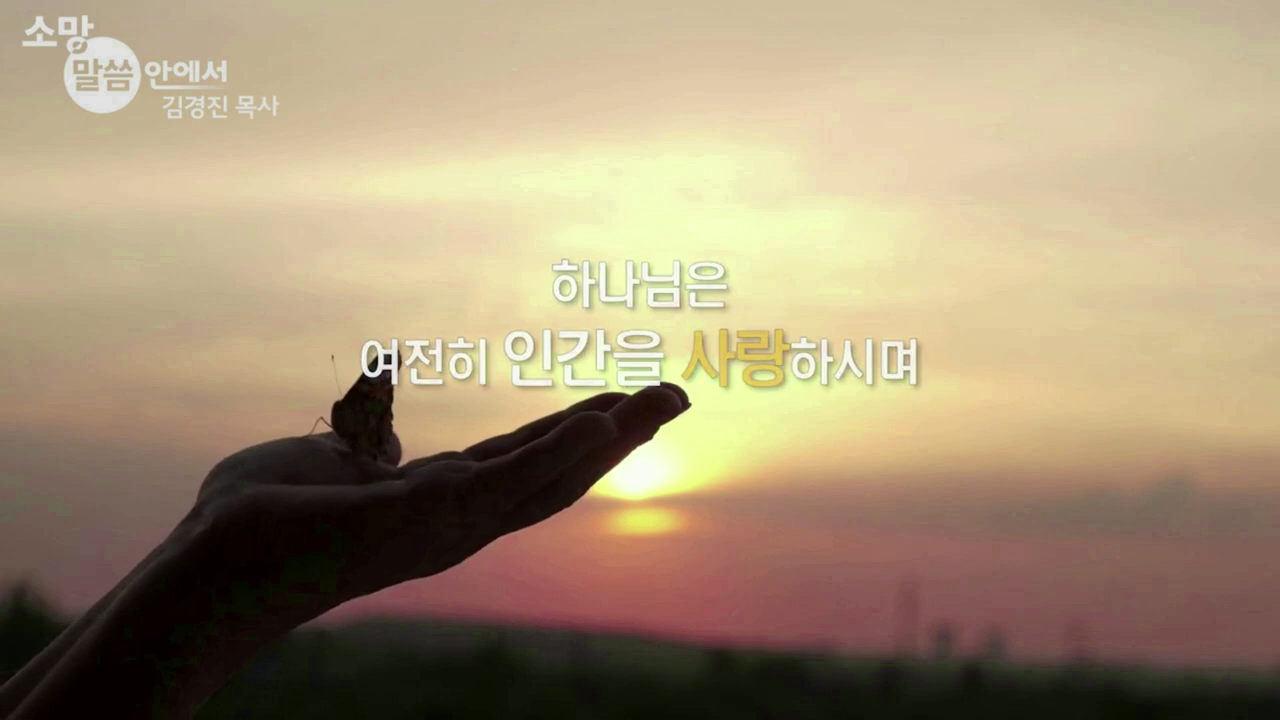 소망
말씀 안에서
김경진 목사
하나님은
여전히 인간을 사랑하시며